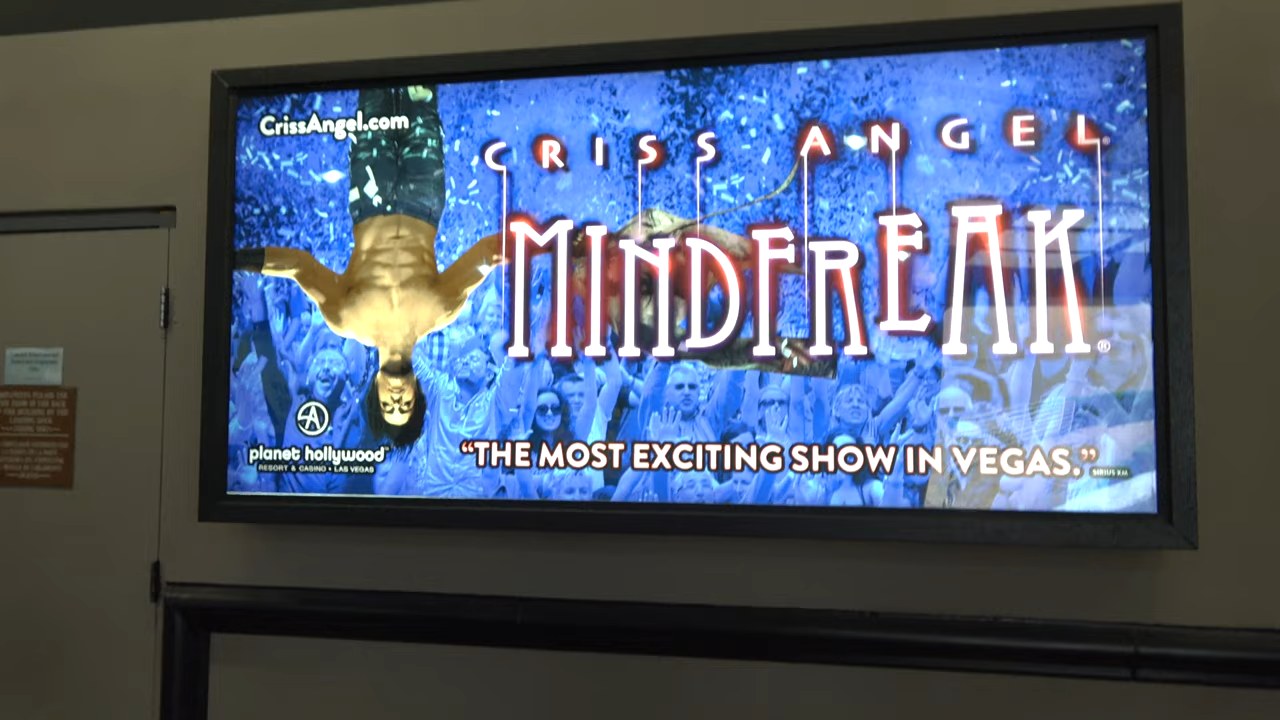 CrissAngel.com
CRISS ANGEL®
MINDFREAK®
planet hollywood
RESORT & CASINO • LAS VEGAS
“THE MOST EXCITING SHOW IN VEGAS.”
SIRIUS XM